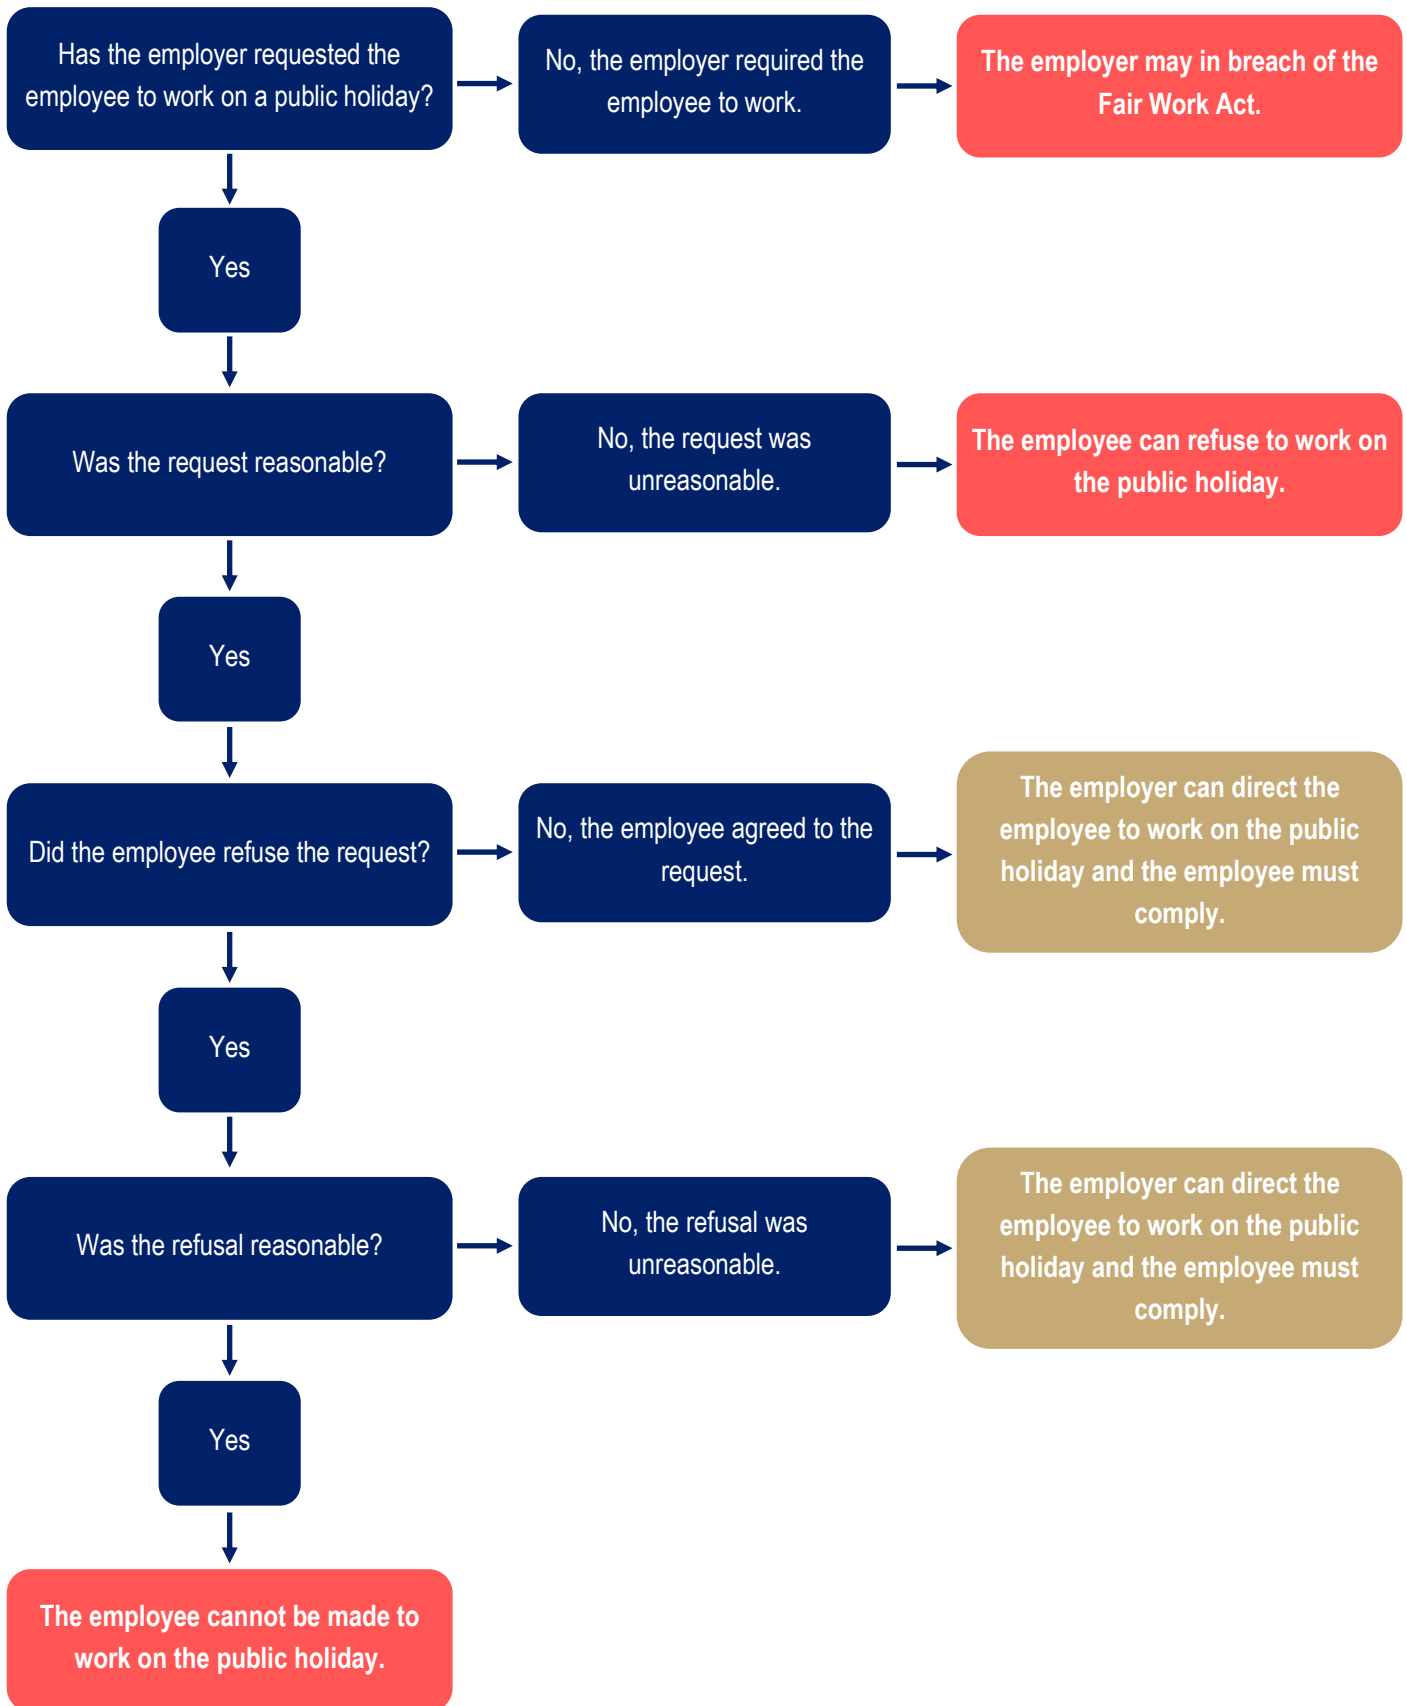 Has the employer requested the
employee to work on a public holiday?
No, the employer required the
employee to work.
The employer may in breach of the
Fair Work Act.
Yes
Was the request reasonable?
No, the request was
unreasonable.
The employee can refuse to work on
the public holiday.
Yes
Did the employee refuse the request?
No, the employee agreed to the
request.
The employer can direct the
employee to work on the public
holiday and the employee must
comply.
Yes
Was the refusal reasonable?
No, the refusal was
unreasonable.
The employer can direct the
employee to work on the public
holiday and the employee must
comply.
Yes
The employee cannot be made to
work on the public holiday.